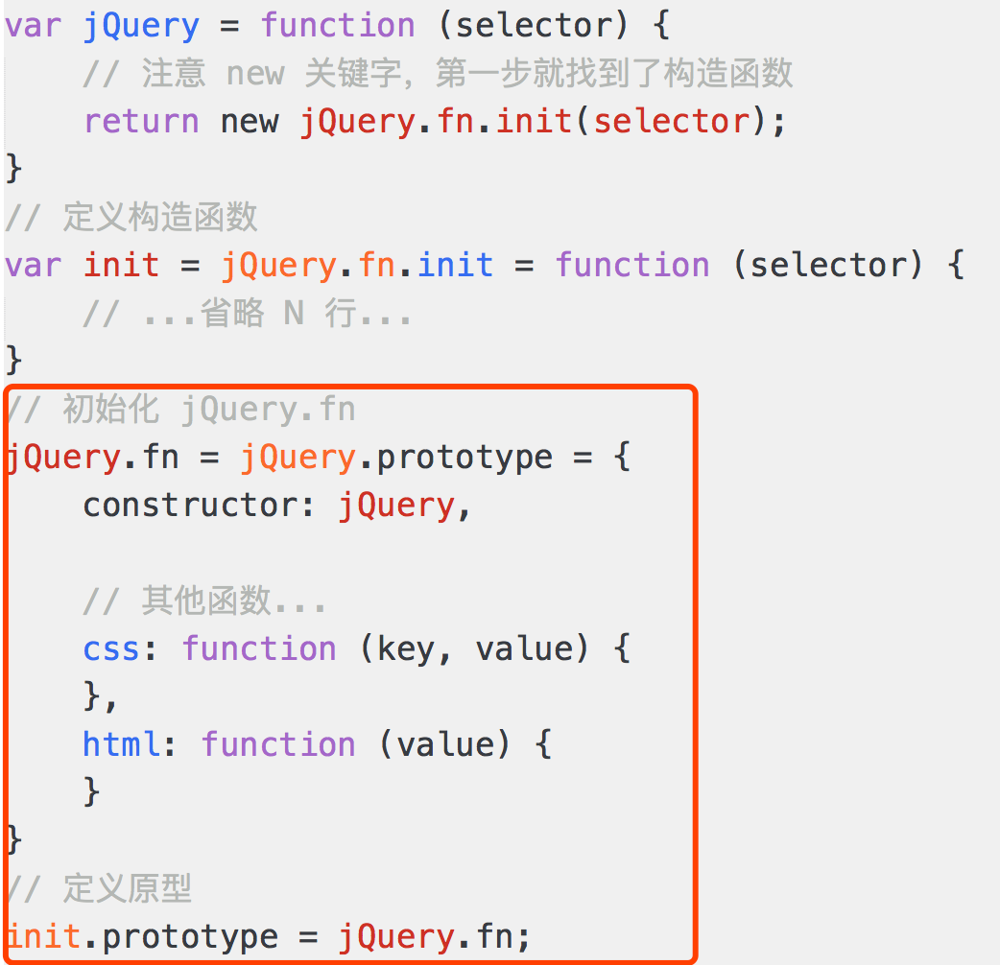 var jQuery = function (selector) {
    // 注意 new 关键字，第一步就找到了构造函数
    return new jQuery.fn.init(selector);
}
// 定义构造函数
var init = jQuery.fn.init = function (selector) {
    // ...省略 N 行...
}
// 初始化 jQuery.fn
jQuery.fn = jQuery.prototype = {
    constructor: jQuery,
    // 其他函数...
    css: function (key, value) {
    },
    html: function (value) {
    }
}
// 定义原型
init.prototype = jQuery.fn;